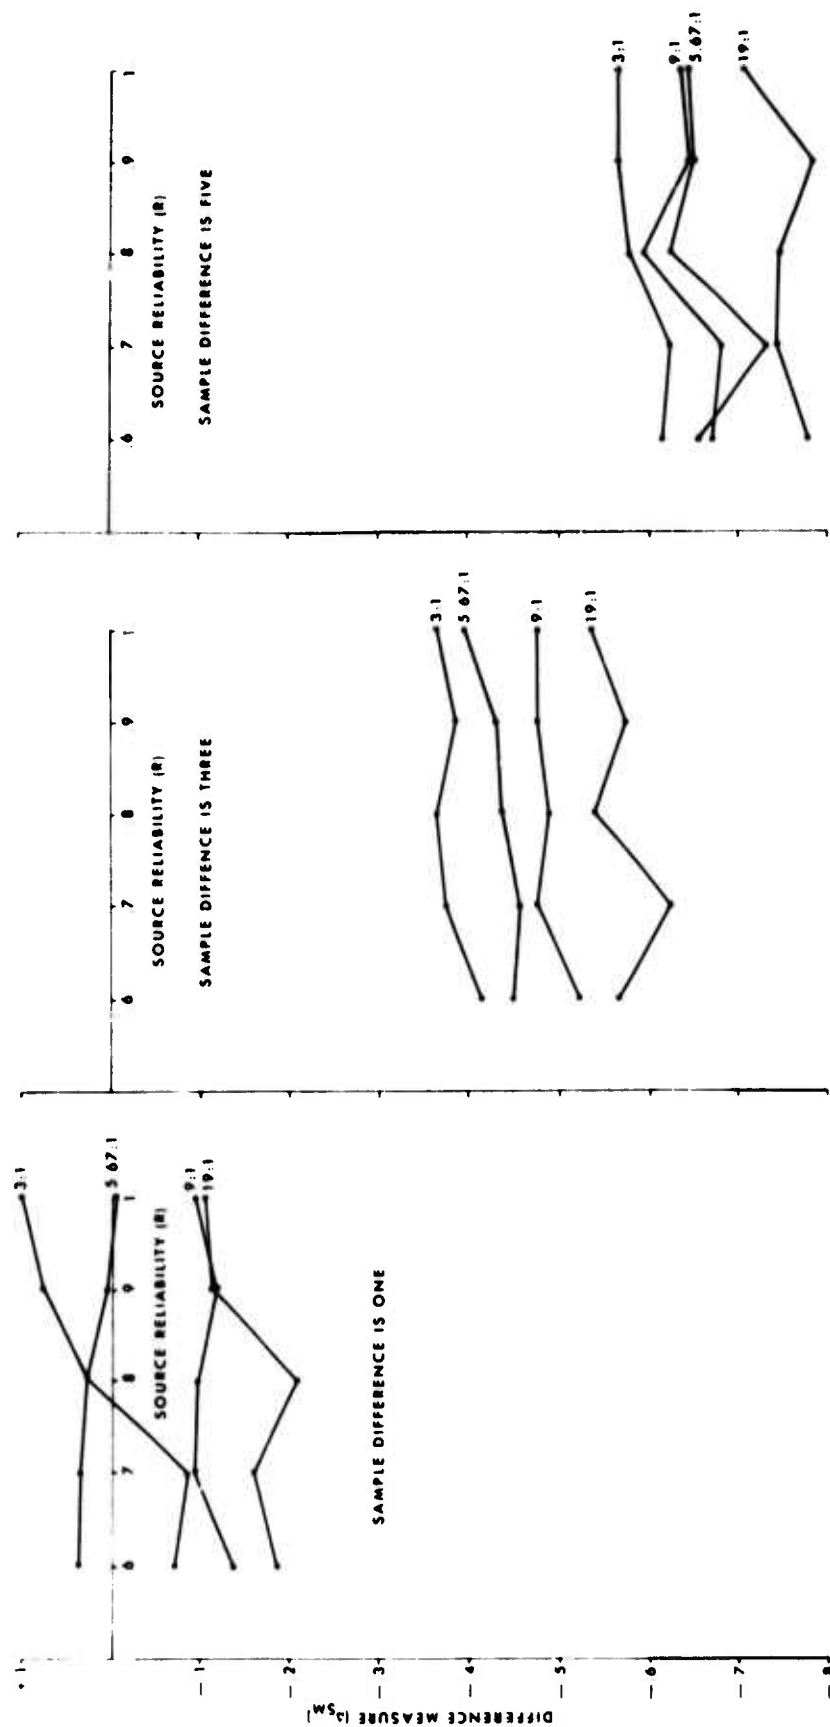 DIFFERENCE MEASURE (ΔSM)
+1
-1
-2
-3
-4
-5
-6
-7
-8
.6 .7 .8 .9 1
SOURCE RELIABILITY (R)
SAMPLE DIFFERENCE IS ONE
3:1
5.67:1
9:1
19:1
.6 .7 .8 .9 1
SOURCE RELIABILITY (R)
SAMPLE DIFFENCE IS THREE
3:1
5.67:1
9:1
19:1
.6 .7 .8 .9 1
SOURCE RELIABILITY (R)
SAMPLE DIFFERENCE IS FIVE
3:1
9:1
5.67:1
19:1